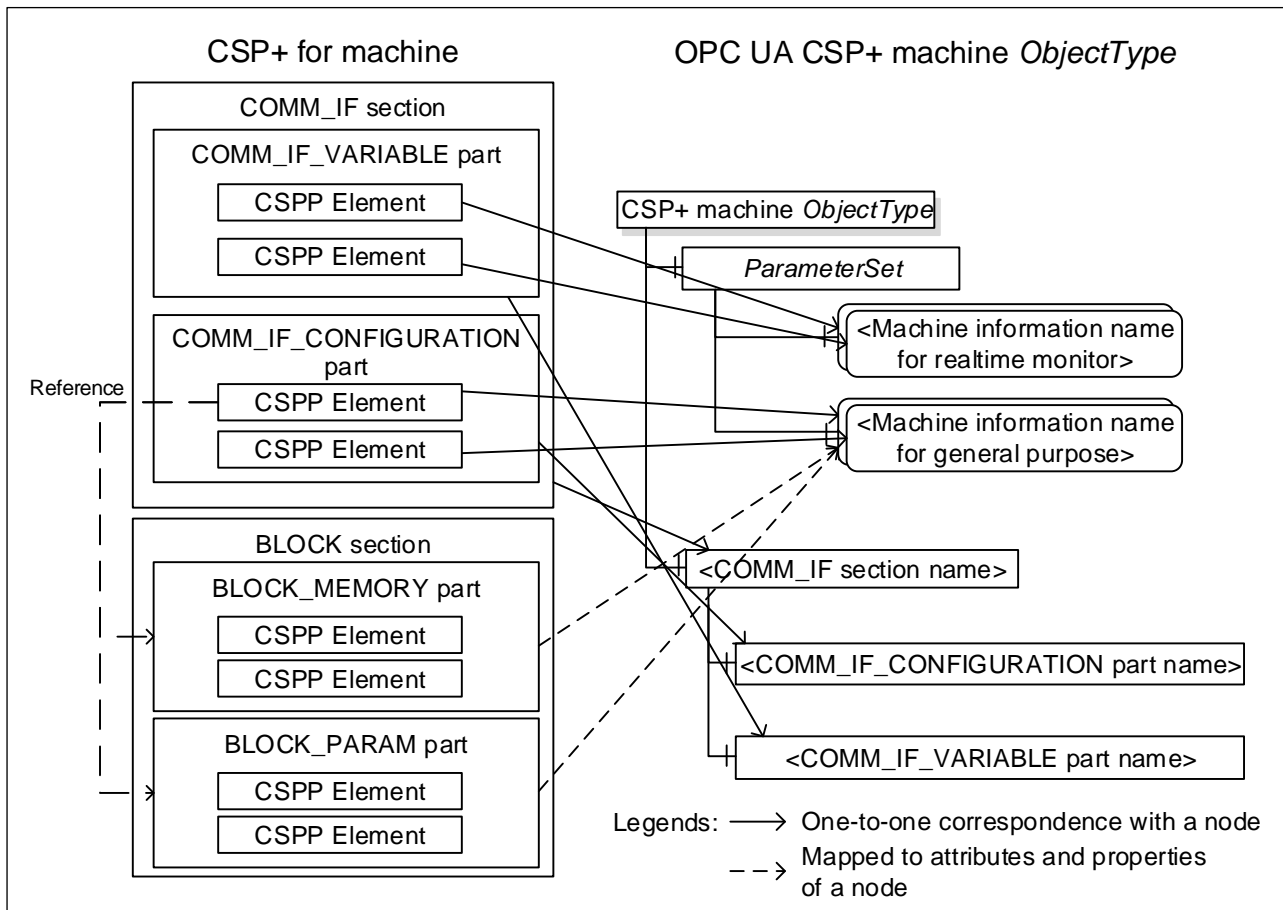 CSP+ for machine
OPC UA CSP+ machine ObjectType
COMM_IF section
COMM_IF_VARIABLE part
CSPP Element
CSPP Element
COMM_IF_CONFIGURATION
part
CSPP Element
CSPP Element
Reference
BLOCK section
BLOCK_MEMORY part
CSPP Element
CSPP Element
BLOCK_PARAM part
CSPP Element
CSPP Element
CSP+ machine ObjectType
ParameterSet
<Machine information name
for realtime monitor>
<Machine information name
for general purpose>
<COMM_IF section name>
<COMM_IF_CONFIGURATION part name>
<COMM_IF_VARIABLE part name>
Legends:
One-to-one correspondence with a node
Mapped to attributes and properties
of a node